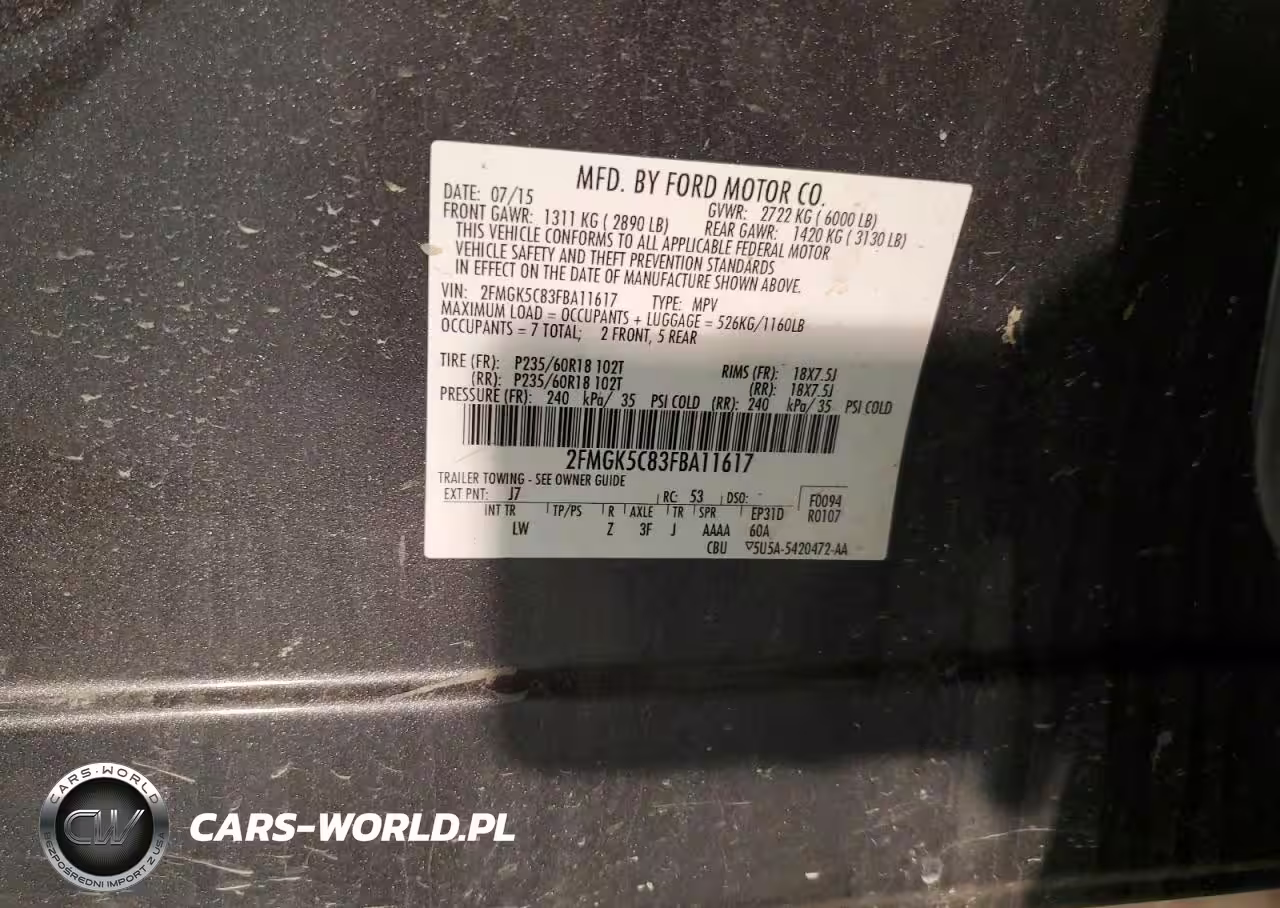 MFD. BY FORD MOTOR CO.
DATE: 07/15 GVWR: 2722 KG ( 6000 LB)
FRONT GAWR: 1311 KG ( 2890 LB) REAR GAWR: 1420 KG ( 3130 LB)
THIS VEHICLE CONFORMS TO ALL APPLICABLE FEDERAL MOTOR
VEHICLE SAFETY AND THEFT PREVENTION STANDARDS
IN EFFECT ON THE DATE OF MANUFACTURE SHOWN ABOVE.
VIN: 2FMGK5C83FBA11617 TYPE: MPV
MAXIMUM LOAD = OCCUPANTS + LUGGAGE = 526KG/1160LB
OCCUPANTS = 7 TOTAL; 2 FRONT, 5 REAR
TIRE (FR): P235/60R18 102T RIMS (FR): 18X7.5J
(RR): P235/60R18 102T (RR): 18X7.5J
PRESSURE (FR): 240 kPa/ 35 PSI COLD (RR): 240 kPa/ 35 PSI COLD
2FMGK5C83FBA11617
TRAILER TOWING - SEE OWNER GUIDE
EXT PNT: J7 RC: 53 DSO: - F0094
INT TR TP/PS R AXLE TR SPR EP31D R0107
LW Z 3F J AAAA 60A
CBU ▽5U5A-5420472-AA
CARS-WORLD
CW
BEZPOŚREDNI IMPORT Z USA
CARS-WORLD.PL